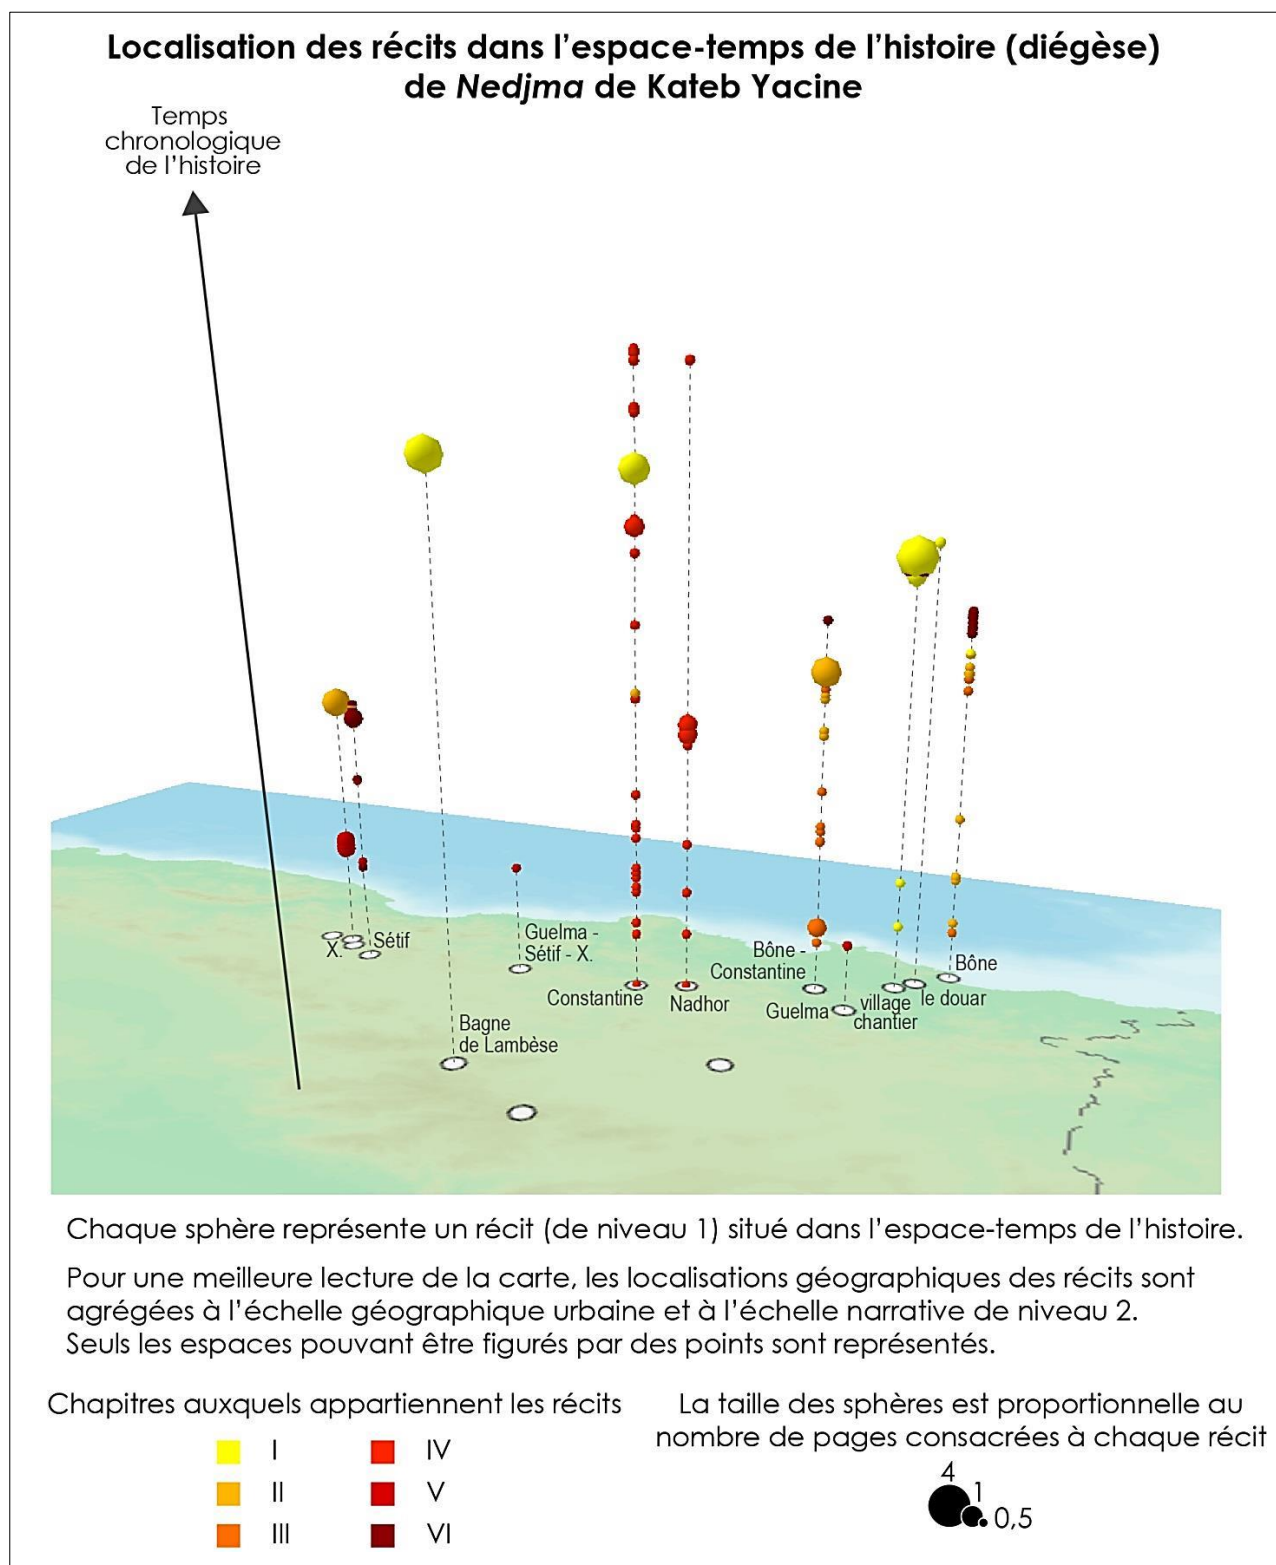 Localisation des récits dans l’espace-temps de l’histoire (diégèse)
de Nedjma de Kateb Yacine
Temps
chronologique
de l’histoire
X.
Sétif
Guelma -
Sétif - X.
Bagne
de Lambèse
Constantine
Nadhor
Bône -
Constantine
Guelma
village
chantier
le douar
Bône
Chaque sphère représente un récit (de niveau 1) situé dans l’espace-temps de l’histoire.
Pour une meilleure lecture de la carte, les localisations géographiques des récits sont
agrégées à l’échelle géographique urbaine et à l’échelle narrative de niveau 2.
Seuls les espaces pouvant être figurés par des points sont représentés.
Chapitres auxquels appartiennent les récits
I
II
III
IV
V
VI
La taille des sphères est proportionnelle au
nombre de pages consacrées à chaque récit
4
1
0,5